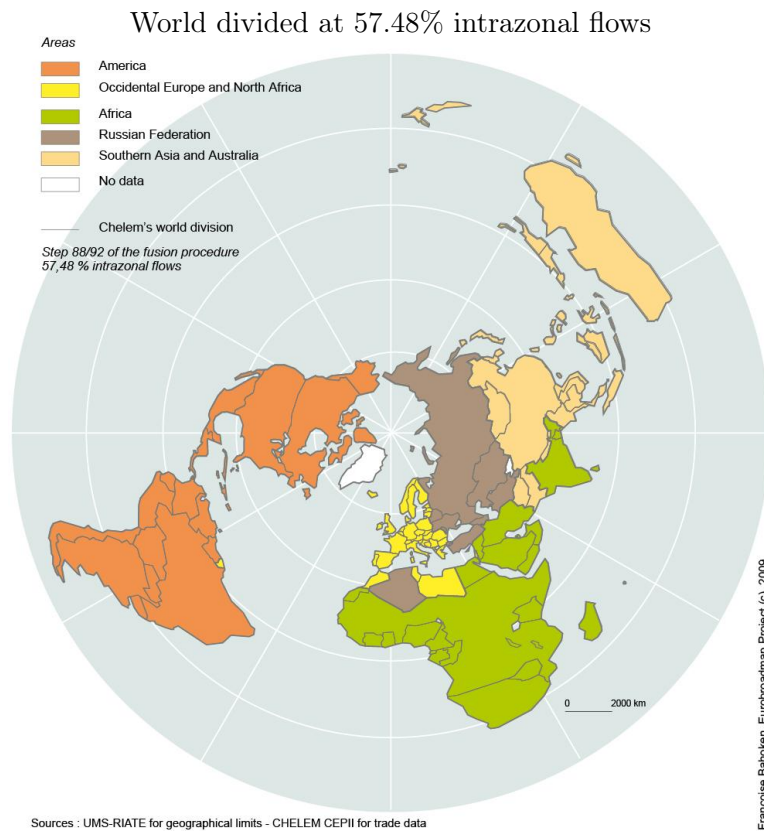 World divided at 57.48% intrazonal flows
Areas
America
Occidental Europe and North Africa
Africa
Russian Federation
Southern Asia and Australia
No data
Chelem's world division
Step 88/92 of the fusion procedure
57,48 % intrazonal flows
0 2000 km
Françoise Bahoken, Eurobroadman Project (c), 2009
Sources : UMS-RIATE for geographical limits - CHELEM CEPII for trade data